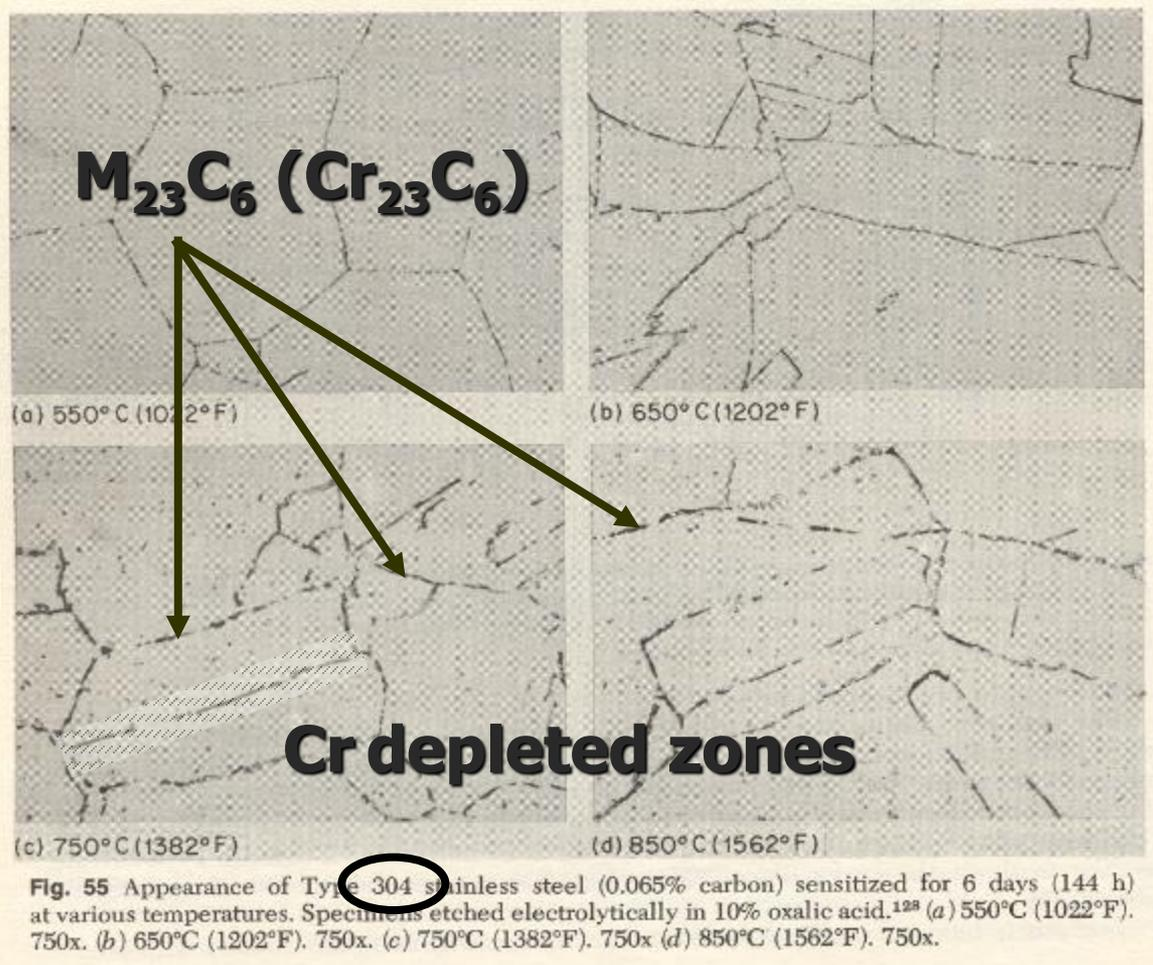 M23C6 (Cr23C6)
(a) 550°C (1022°F)
(b) 650°C (1202°F)
Cr depleted zones
(c) 750°C (1382°F)
(d) 850°C (1562°F)
Fig. 55 Appearance of Type 304 stainless steel (0.065% carbon) sensitized for 6 days (144 h)
at various temperatures. Specimens etched electrolytically in 10% oxalic acid.128 (a) 550°C (1022°F).
750x. (b) 650°C (1202°F). 750x. (c) 750°C (1382°F). 750x (d) 850°C (1562°F). 750x.